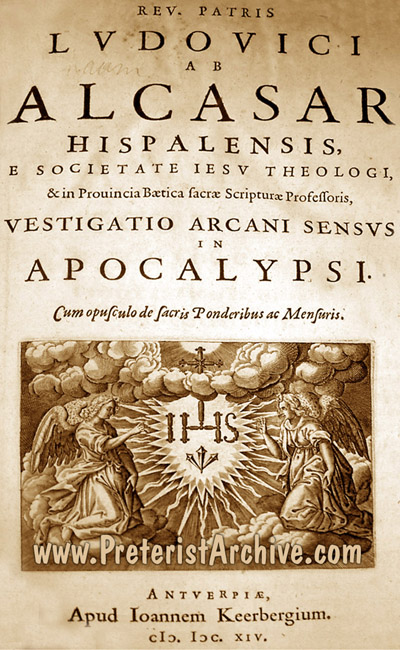 REV. PATRIS
LVDOVICI
AB
ALCASAR
HISPALENSIS,
E SOCIETATE IESV THEOLOGI,
& in Prouincia Bætica sacræ Scripturæ Professoris,
VESTIGATIO ARCANI SENSVS
IN
APOCALYPSI.
Cum opusculo de sacris Ponderibus ac Mensuris.
IHS
www.PreteristArchive.com
ANTVERPIÆ,
Apud Ioannem Keerbergium.
cIↃ. IↃc. XIV.